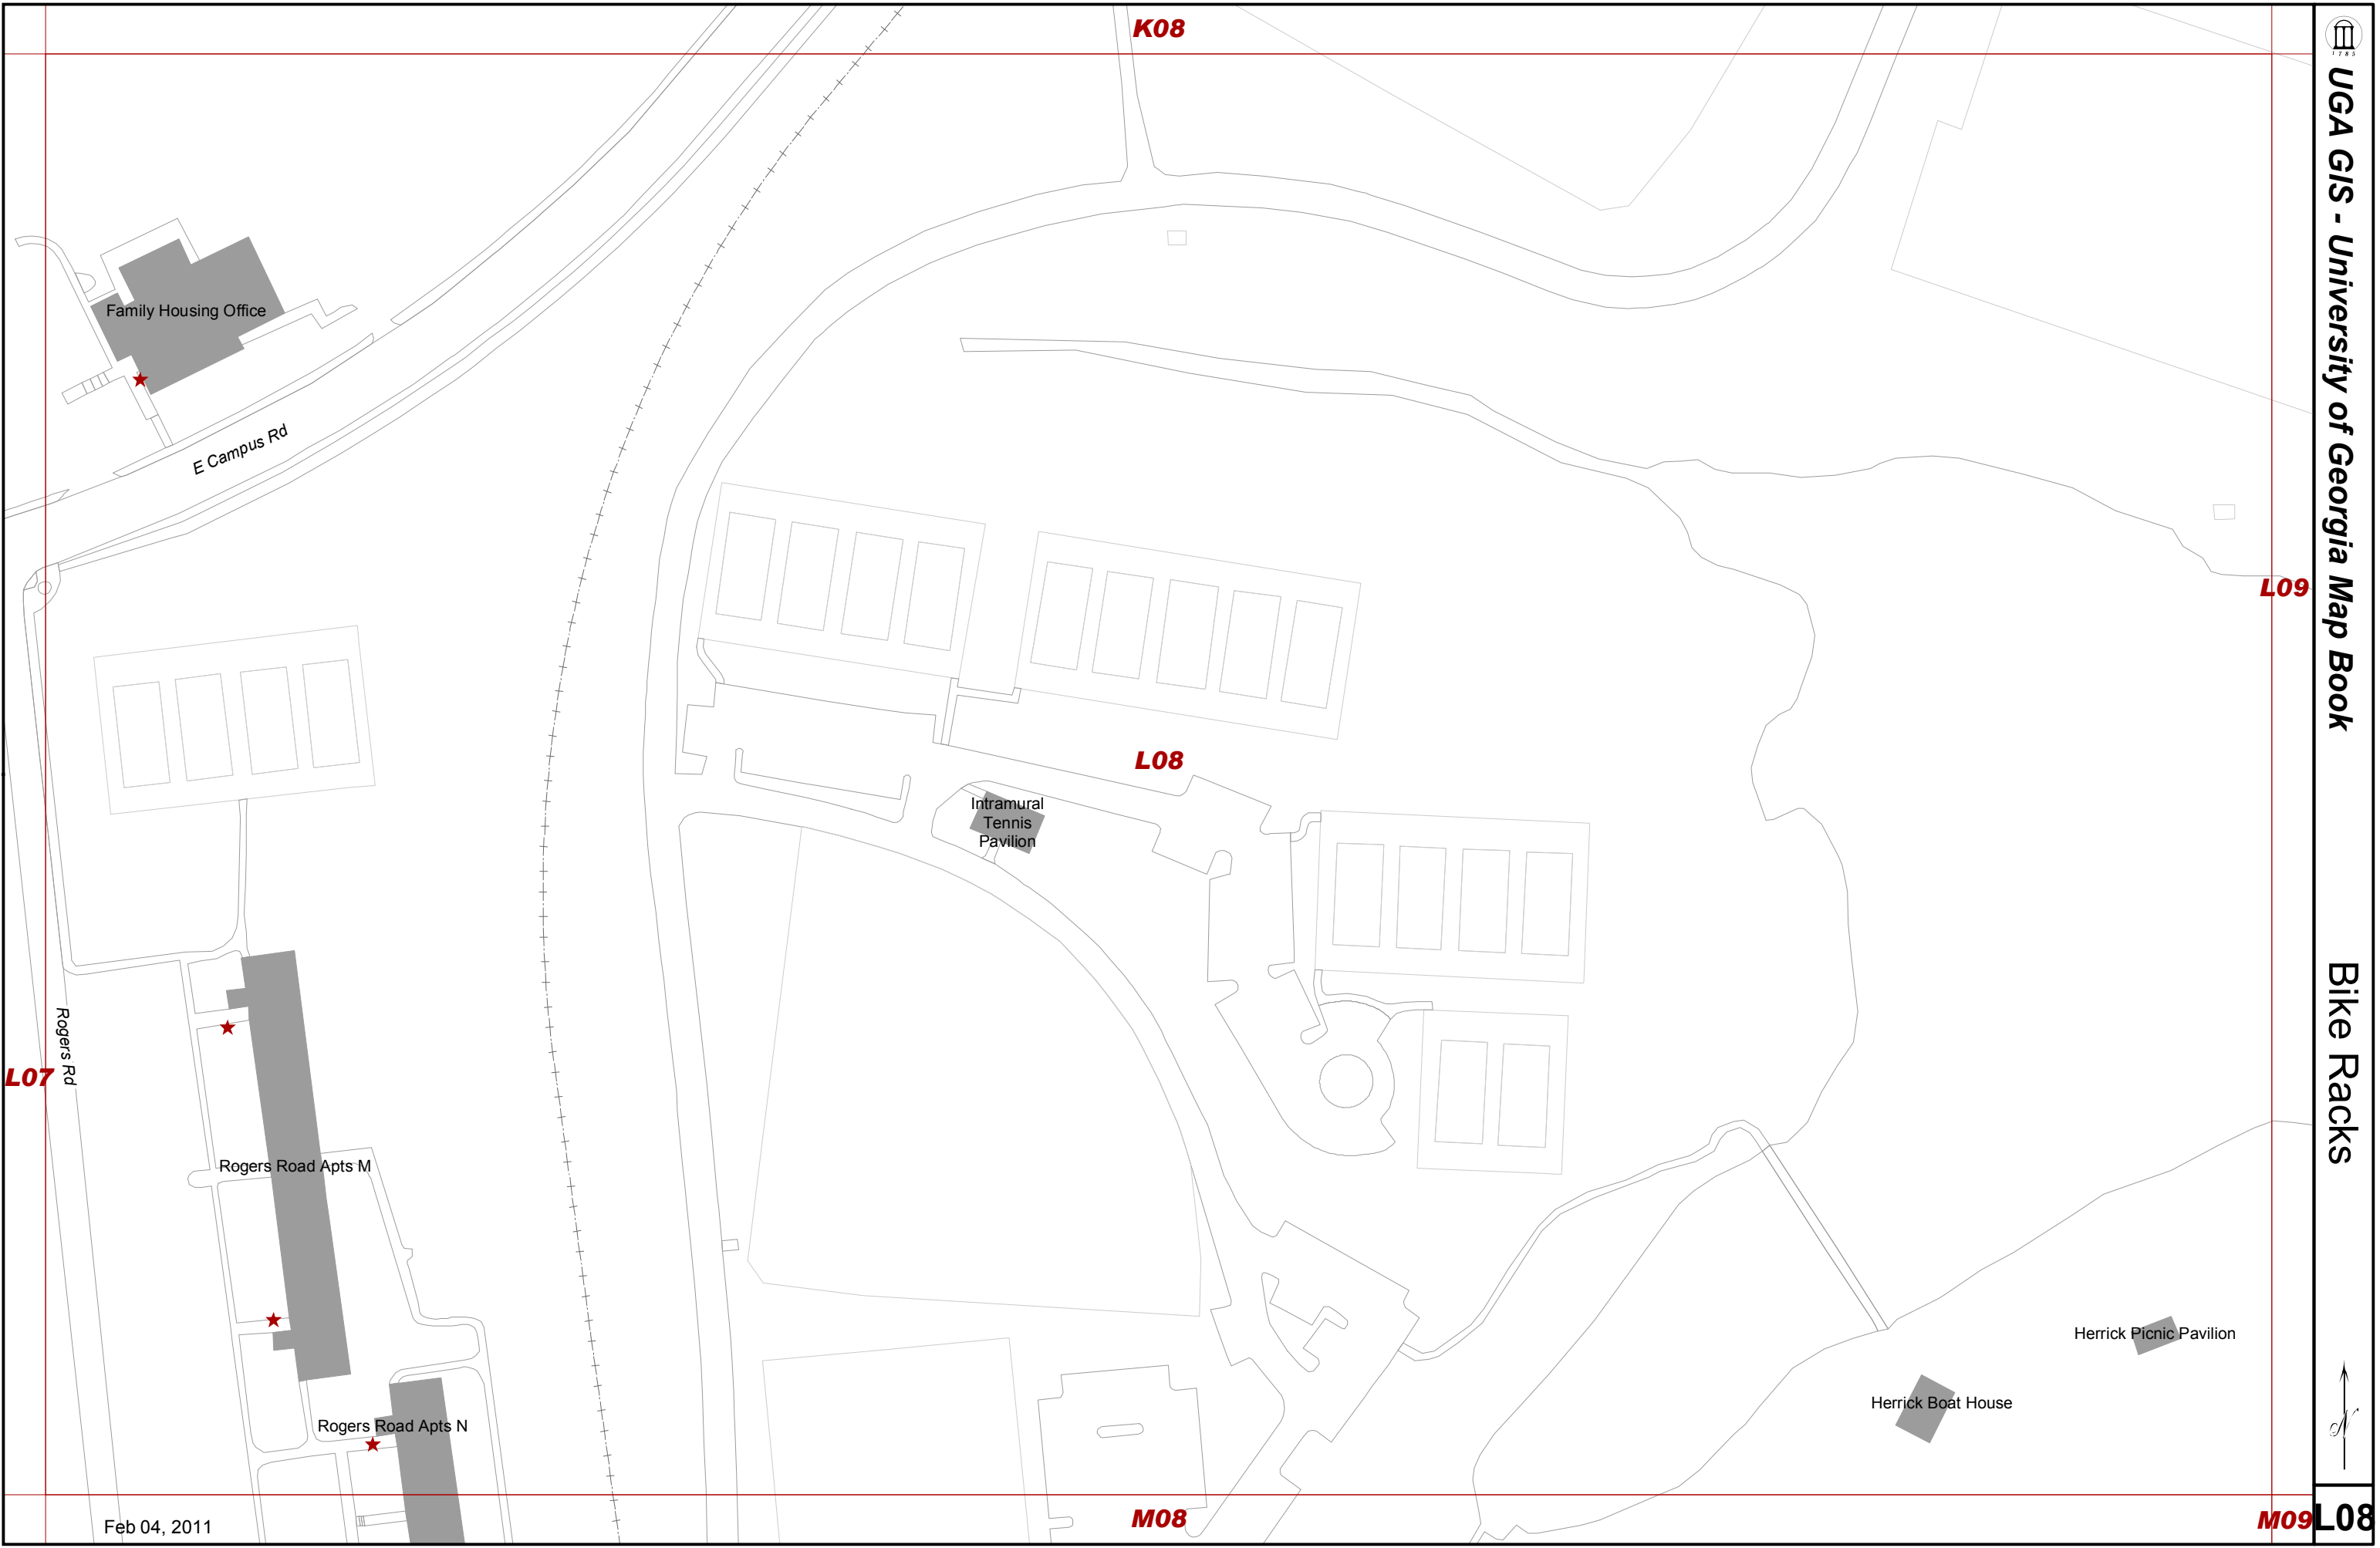 K08
1785
UGA GIS - University of Georgia Map Book
Family Housing Office
E Campus Rd
L09
L08
Intramural
Tennis
Pavilion
Bike Racks
Rogers Rd
L07
Rogers Road Apts M
Herrick Picnic Pavilion
Herrick Boat House
Rogers Road Apts N
N
Feb 04, 2011
M08
M09
L08